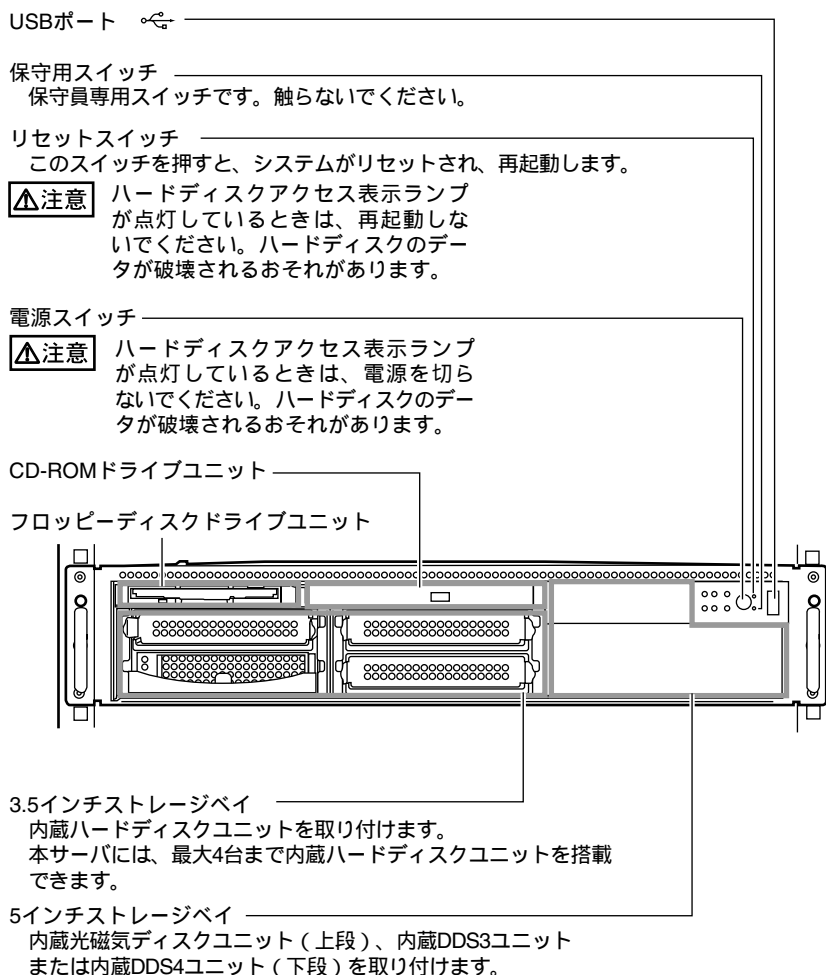 USBポート
保守用スイッチ
保守員専用スイッチです。触らないでください。
リセットスイッチ
このスイッチを押すと、システムがリセットされ、再起動します。
注意
ハードディスクアクセス表示ランプ
が点灯しているときは、再起動しな
いでください。ハードディスクのデー
タが破壊されるおそれがあります。
電源スイッチ
注意
ハードディスクアクセス表示ランプ
が点灯しているときは、電源を切ら
ないでください。ハードディスクのデー
タが破壊されるおそれがあります。
CD-ROMドライブユニット
フロッピーディスクドライブユニット
3.5インチストレージベイ
内蔵ハードディスクユニットを取り付けます。
本サーバには、最大4台まで内蔵ハードディスクユニットを搭載
できます。
5インチストレージベイ
内蔵光磁気ディスクユニット(上段)、内蔵DDS3ユニット
または内蔵DDS4ユニット(下段)を取り付けます。